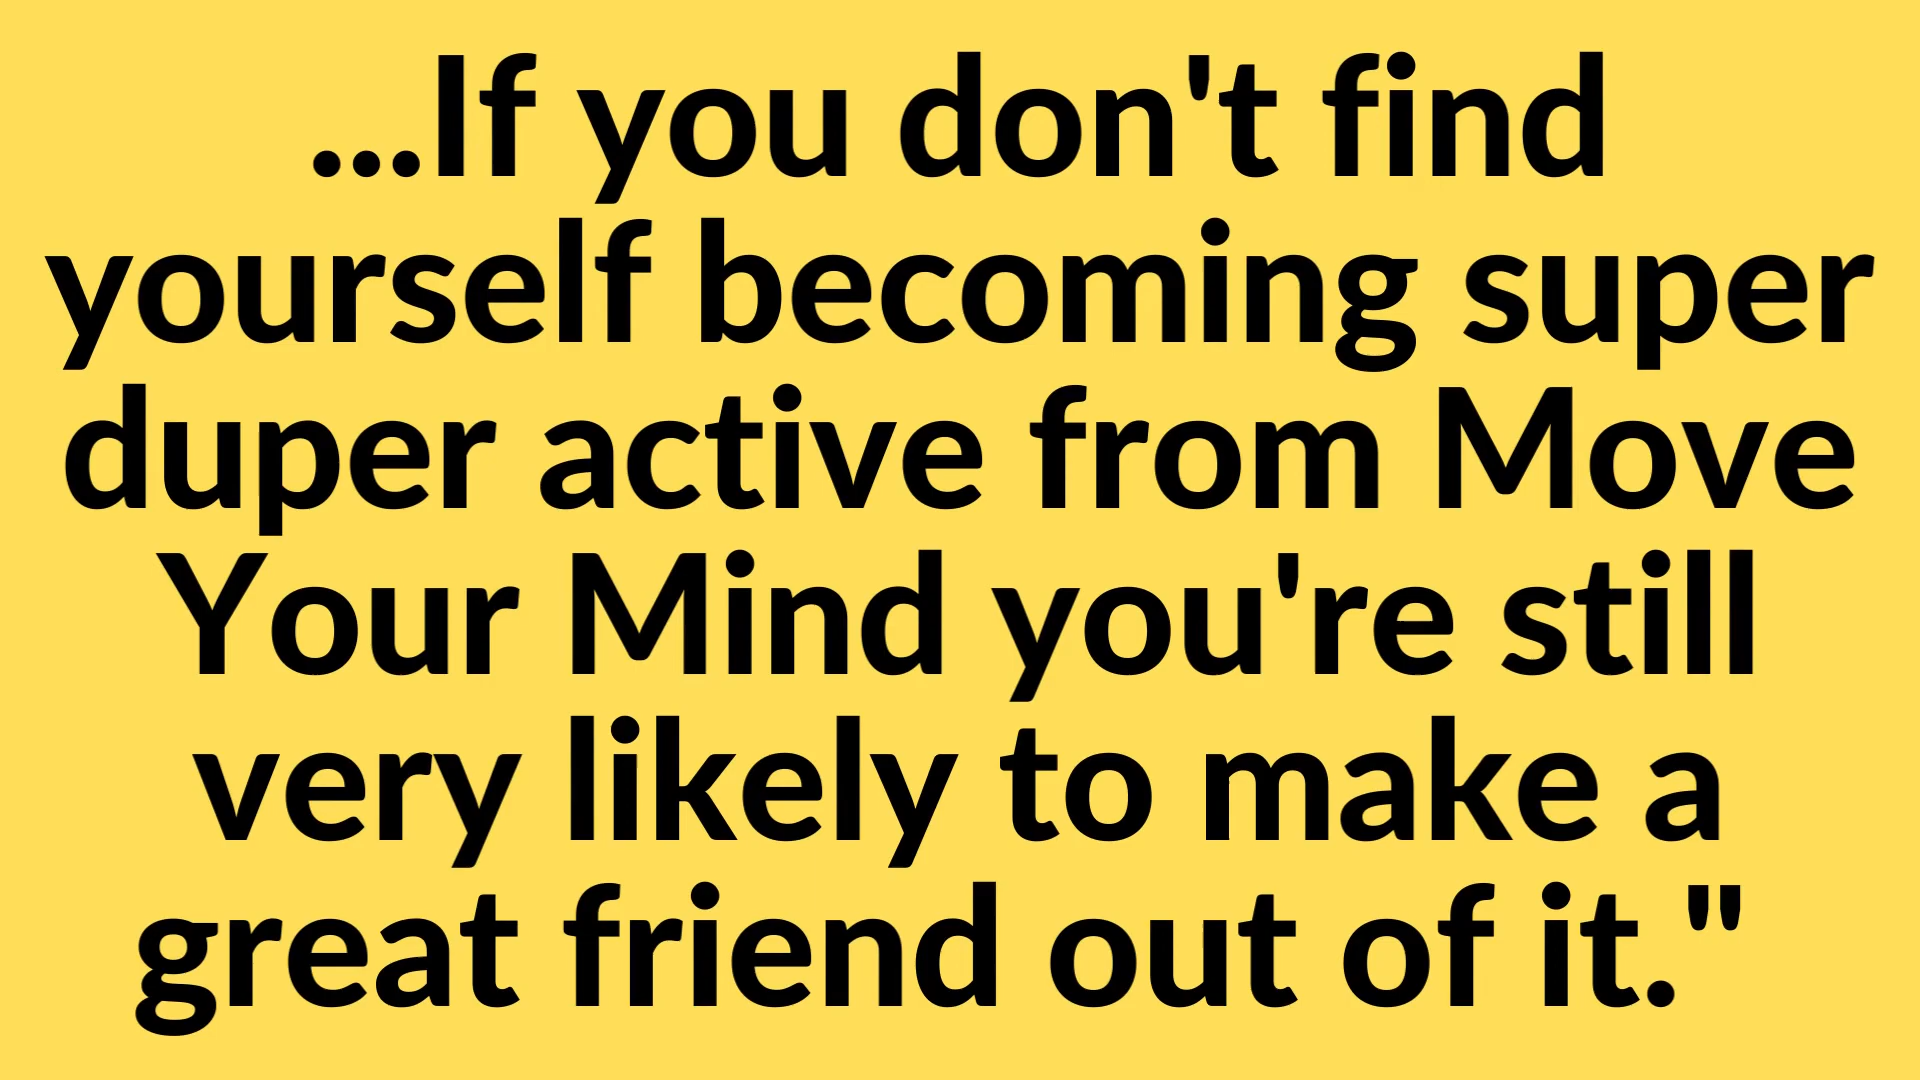 ...If you don't find
yourself becoming super
duper active from Move
Your Mind you're still
very likely to make a
great friend out of it."